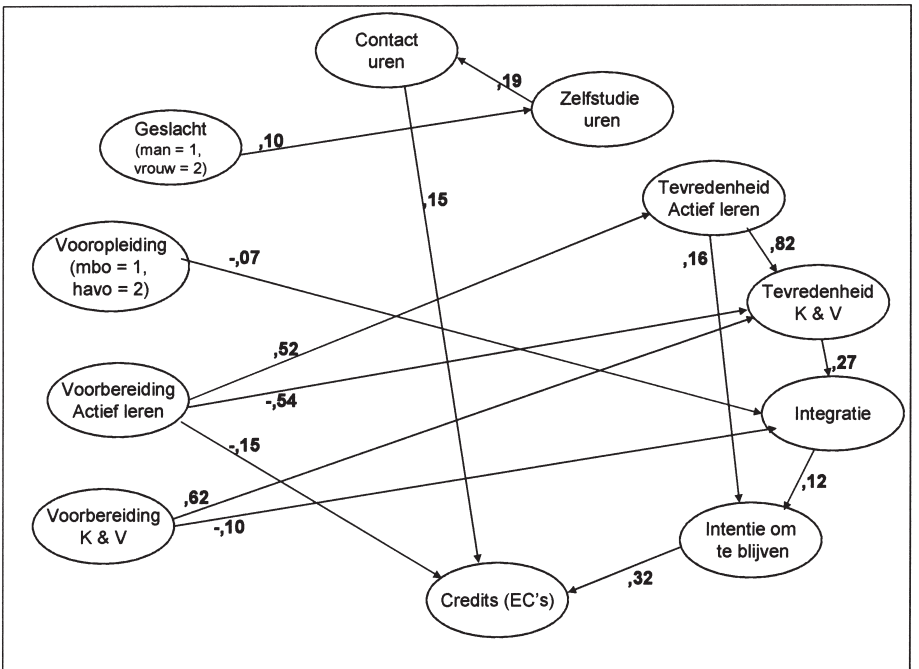 Contact
uren
,19
Zelfstudie
uren
Geslacht
(man = 1,
vrouw = 2)
,10
,15
Tevredenheid
Actief leren
Vooropleiding
(mbo = 1,
havo = 2)
-,07
,16
,82
Tevredenheid
K & V
,52
,27
Voorbereiding
Actief leren
-,54
Integratie
-,15
,12
Voorbereiding
K & V
,62
-,10
Intentie om
te blijven
,32
Credits (EC's)